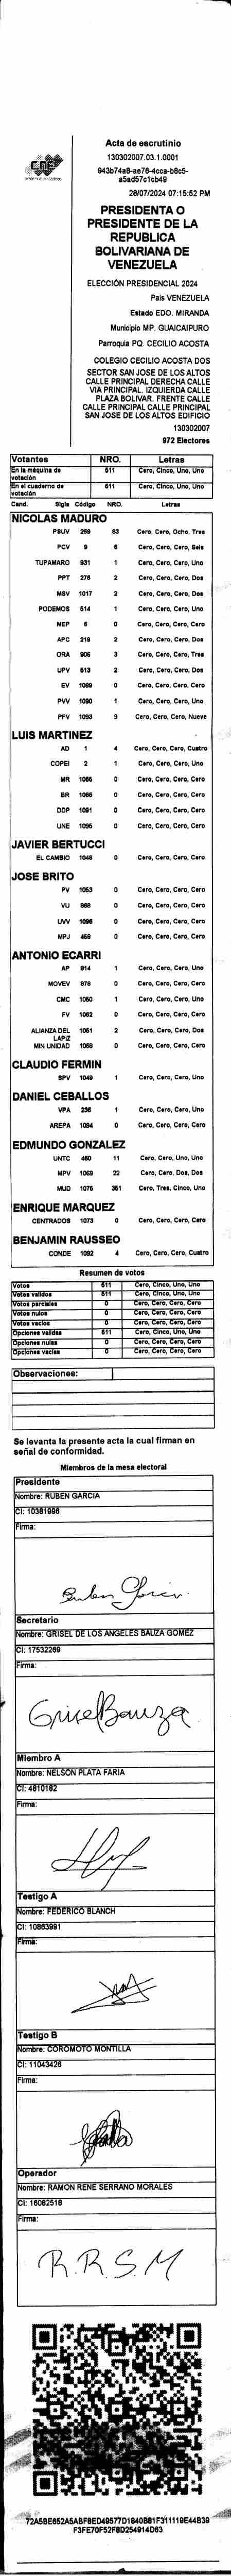 CNE
Acta de escrutinio
130302007.03.1.0001
943b74a8-ae76-4cca-b8c5-
a5ad57c1cb49
28/07/2024 07:15:52 PM
PRESIDENTA O
PRESIDENTE DE LA
REPUBLICA
BOLIVARIANA DE
VENEZUELA
ELECCIÓN PRESIDENCIAL 2024
Pais VENEZUELA
Estado EDO. MIRANDA
Municipio MP. GUAICAIPURO
Parroquia PQ. CECILIO ACOSTA
COLEGIO CECILIO ACOSTA DOS
SECTOR SAN JOSE DE LOS ALTOS
CALLE PRINCIPAL DERECHA CALLE
VIA PRINCIPAL. IZQUIERDA CALLE
PLAZA BOLIVAR. FRENTE CALLE
CALLE PRINCIPAL CALLE PRINCIPAL
SAN JOSE DE LOS ALTOS EDIFICIO
130302007
972 Electores
Votantes NRO. Letras
En la máquina de votación 511 Cero, Cinco, Uno, Uno
En el cuaderno de votación 511 Cero, Cinco, Uno, Uno
Cand. Sigla Código NRO. Letras
NICOLAS MADURO
PSUV 269 83 Cero, Cero, Ocho, Tres
PCV 9 6 Cero, Cero, Cero, Seis
TUPAMARO 931 1 Cero, Cero, Cero, Uno
PPT 276 2 Cero, Cero, Cero, Dos
MSV 1017 2 Cero, Cero, Cero, Dos
PODEMOS 514 1 Cero, Cero, Cero, Uno
MEP 6 0 Cero, Cero, Cero, Cero
APC 219 2 Cero, Cero, Cero, Dos
ORA 906 3 Cero, Cero, Cero, Tres
UPV 513 2 Cero, Cero, Cero, Dos
EV 1089 0 Cero, Cero, Cero, Cero
PVV 1090 1 Cero, Cero, Cero, Uno
PFV 1093 9 Cero, Cero, Cero, Nueve
LUIS MARTINEZ
AD 1 4 Cero, Cero, Cero, Cuatro
COPEI 2 1 Cero, Cero, Cero, Uno
MR 1065 0 Cero, Cero, Cero, Cero
BR 1066 0 Cero, Cero, Cero, Cero
DDP 1091 0 Cero, Cero, Cero, Cero
UNE 1095 0 Cero, Cero, Cero, Cero
JAVIER BERTUCCI
EL CAMBIO 1048 0 Cero, Cero, Cero, Cero
JOSE BRITO
PV 1053 0 Cero, Cero, Cero, Cero
VU 868 0 Cero, Cero, Cero, Cero
UVV 1096 0 Cero, Cero, Cero, Cero
MPJ 459 0 Cero, Cero, Cero, Cero
ANTONIO ECARRI
AP 914 1 Cero, Cero, Cero, Uno
MOVEV 878 0 Cero, Cero, Cero, Cero
CMC 1050 1 Cero, Cero, Cero, Uno
FV 1062 0 Cero, Cero, Cero, Cero
ALIANZA DEL LAPIZ 1051 2 Cero, Cero, Cero, Dos
MIN UNIDAD 1059 0 Cero, Cero, Cero, Cero
CLAUDIO FERMIN
SPV 1049 1 Cero, Cero, Cero, Uno
DANIEL CEBALLOS
VPA 236 1 Cero, Cero, Cero, Uno
AREPA 1094 0 Cero, Cero, Cero, Cero
EDMUNDO GONZALEZ
UNTC 450 11 Cero, Cero, Uno, Uno
MPV 1069 22 Cero, Cero, Dos, Dos
MUD 1075 351 Cero, Tres, Cinco, Uno
ENRIQUE MARQUEZ
CENTRADOS 1073 0 Cero, Cero, Cero, Cero
BENJAMIN RAUSSEO
CONDE 1092 4 Cero, Cero, Cero, Cuatro
Resumen de votos
Votos 511 Cero, Cinco, Uno, Uno
Votos validos 511 Cero, Cinco, Uno, Uno
Votos parciales 0 Cero, Cero, Cero, Cero
Votos nulos 0 Cero, Cero, Cero, Cero
Votos vacios 0 Cero, Cero, Cero, Cero
Opciones validas 511 Cero, Cinco, Uno, Uno
Opciones nulas 0 Cero, Cero, Cero, Cero
Opciones vacias 0 Cero, Cero, Cero, Cero
Observaciones:
Se levanta la presente acta la cual firman en
señal de conformidad.
Miembros de la mesa electoral
Presidente
Nombre: RUBEN GARCIA
CI: 10381996
Firma:
Ruben Garcia
Secretario
Nombre: GRISEL DE LOS ANGELES BAUZA GOMEZ
CI: 17532269
Firma:
Grisel Bauza
Miembro A
Nombre: NELSON PLATA FARIA
CI: 4810182
Firma:
Testigo A
Nombre: FEDERICO BLANCH
CI: 10863991
Firma:
Testigo B
Nombre: COROMOTO MONTILLA
CI: 11043426
Firma:
Operador
Nombre: RAMON RENE SERRANO MORALES
CI: 16082518
Firma:
R.R.S.M
72A5BE652A5ABFBED49577D1840B81F311119E44B39
F3FE70F52F8D254914D63